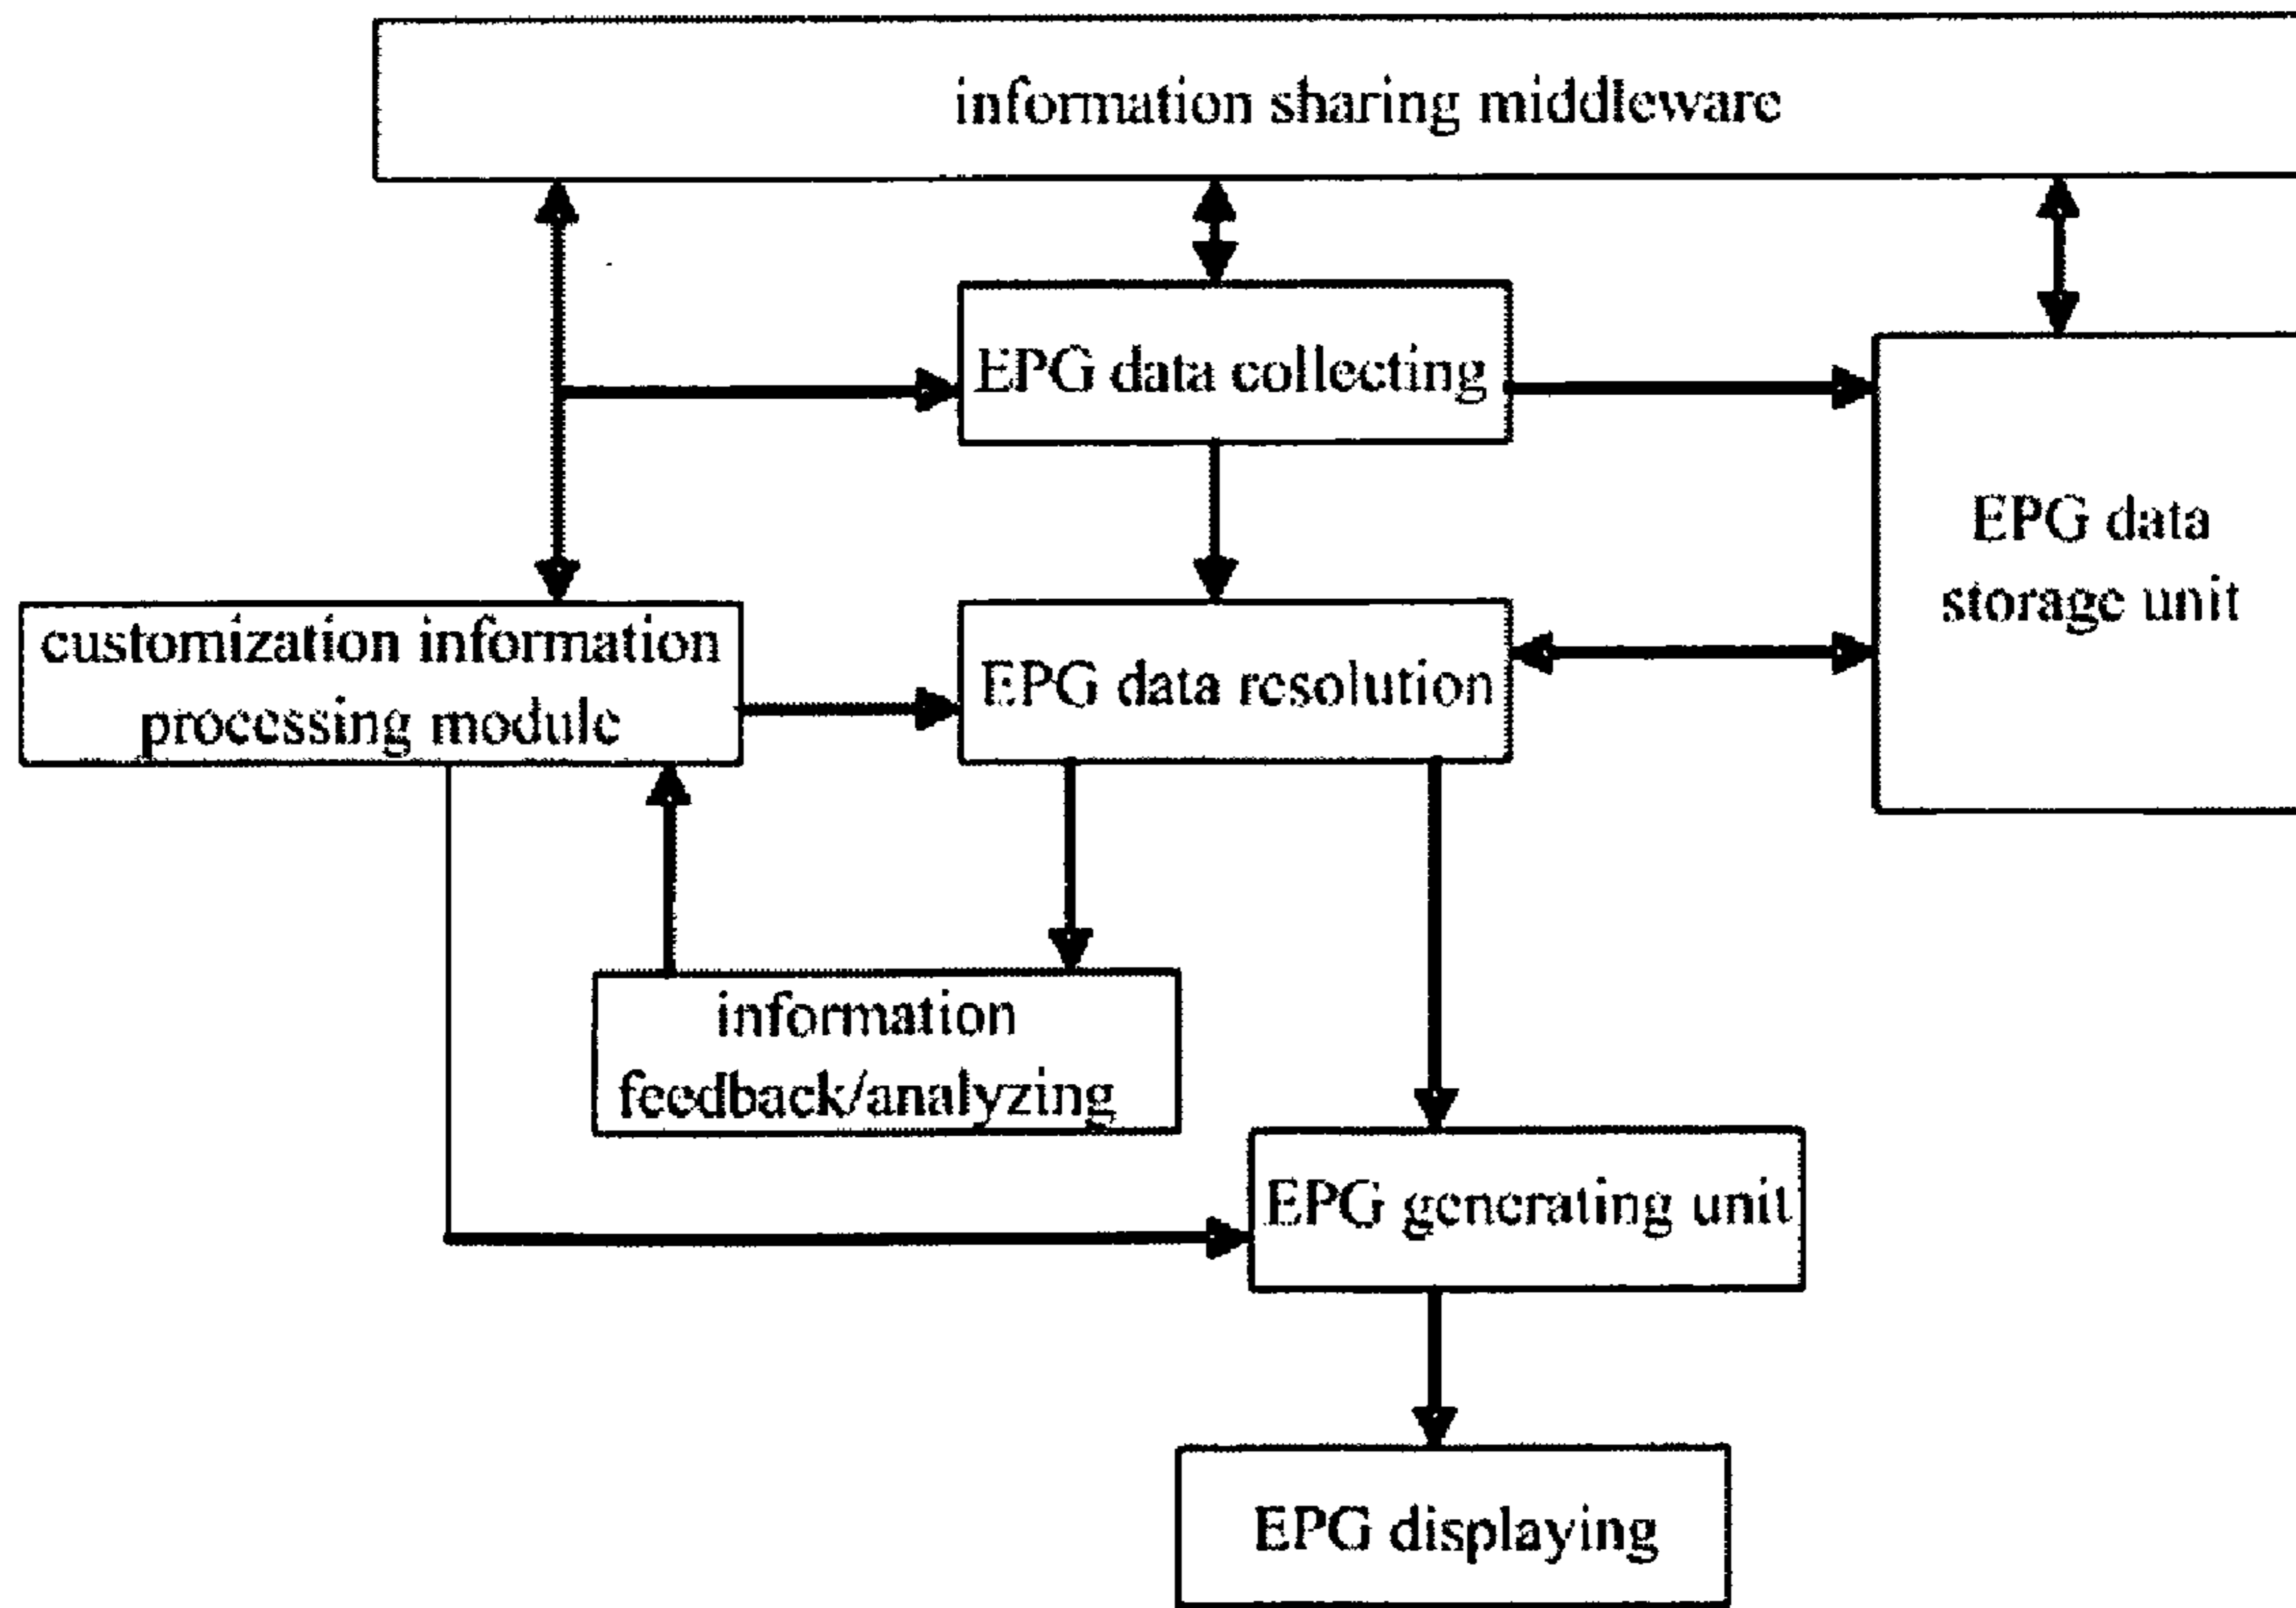 information sharing middleware
EPG data collecting
EPG data
storage unit
customization information
processing module
EPG data resolution
information
feedback/analyzing
EPG generating unit
EPG displaying